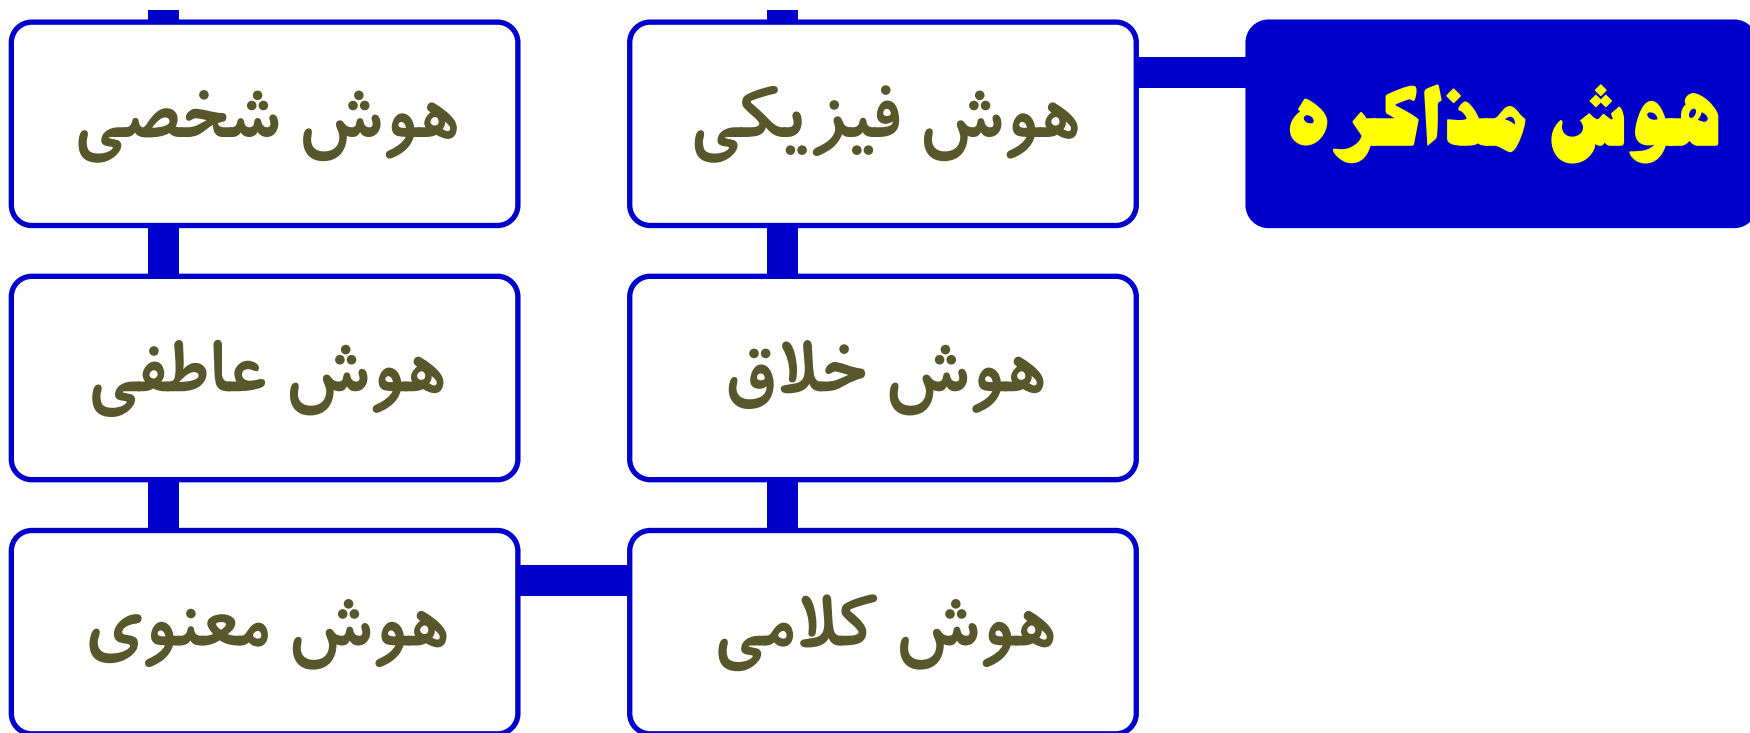 هوش مذاکره
هوش فیزیکی
هوش شخصی
هوش خلاق
هوش عاطفی
هوش کلامی
هوش معنوی